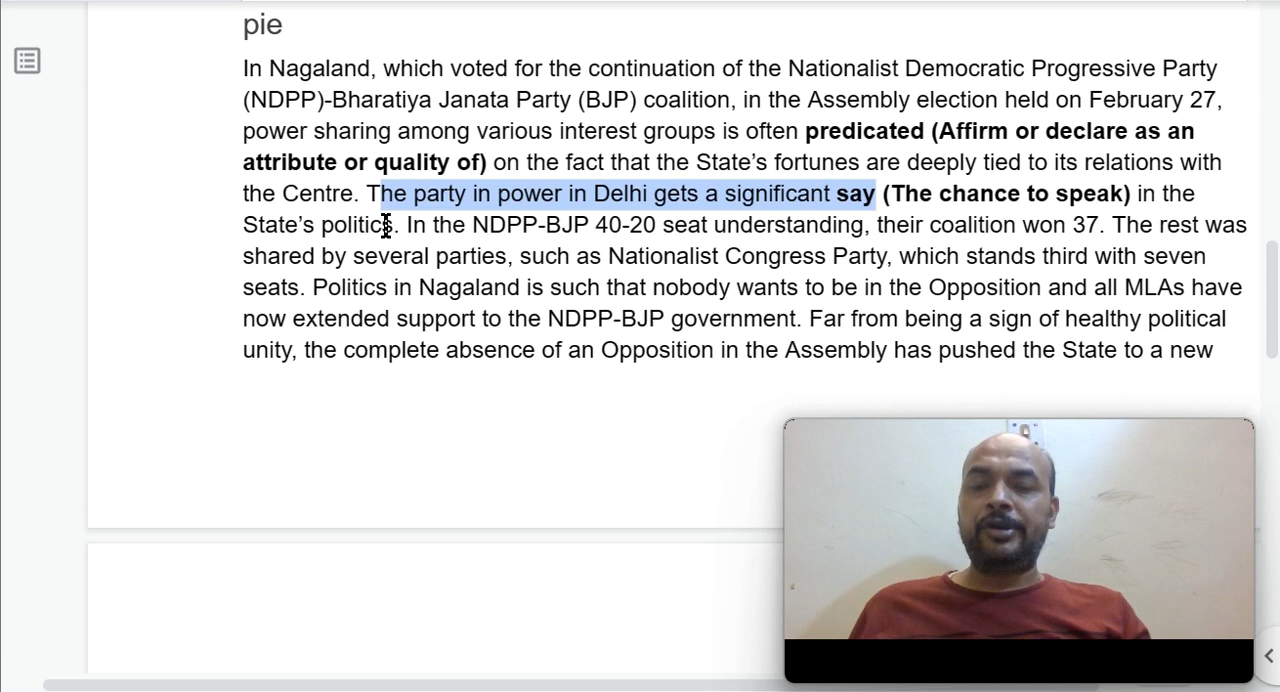 pie
In Nagaland, which voted for the continuation of the Nationalist Democratic Progressive Party
(NDPP)-Bharatiya Janata Party (BJP) coalition, in the Assembly election held on February 27,
power sharing among various interest groups is often predicated (Affirm or declare as an
attribute or quality of) on the fact that the State’s fortunes are deeply tied to its relations with
the Centre. The party in power in Delhi gets a significant say (The chance to speak) in the
State’s politics. In the NDPP-BJP 40-20 seat understanding, their coalition won 37. The rest was
shared by several parties, such as Nationalist Congress Party, which stands third with seven
seats. Politics in Nagaland is such that nobody wants to be in the Opposition and all MLAs have
now extended support to the NDPP-BJP government. Far from being a sign of healthy political
unity, the complete absence of an Opposition in the Assembly has pushed the State to a new